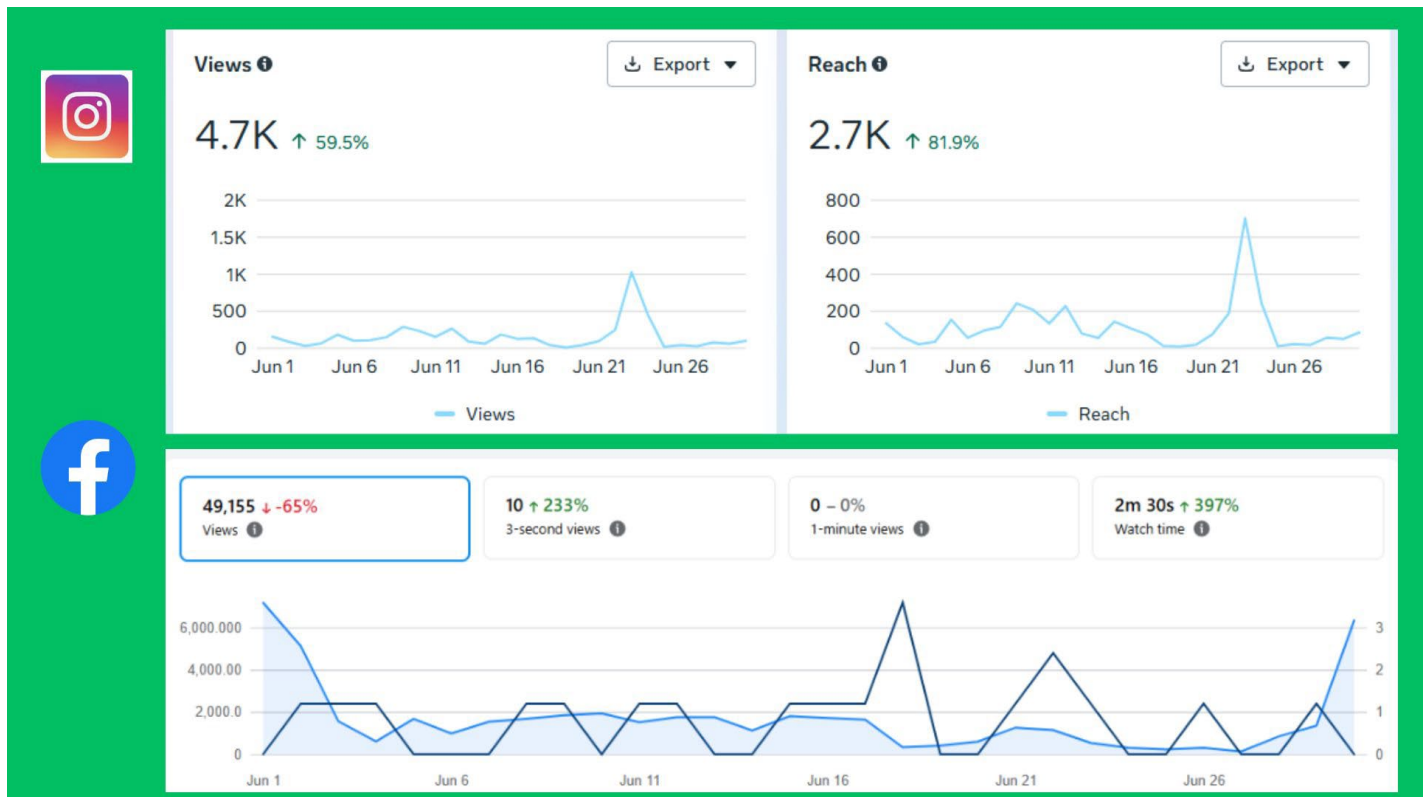 Views
Export
4.7K ↑ 59.5%
2K
1.5K
1K
500
0
Jun 1 Jun 6 Jun 11 Jun 16 Jun 21 Jun 26
Views
Reach
Export
2.7K ↑ 81.9%
800
600
400
200
0
Jun 1 Jun 6 Jun 11 Jun 16 Jun 21 Jun 26
Reach
49,155 ↓ -65%
Views
10 ↑ 233%
3-second views
0 – 0%
1-minute views
2m 30s ↑ 397%
Watch time
6,000.000
4,000.00
2,000.0
0
3
2
1
0
Jun 1 Jun 6 Jun 11 Jun 16 Jun 21 Jun 26